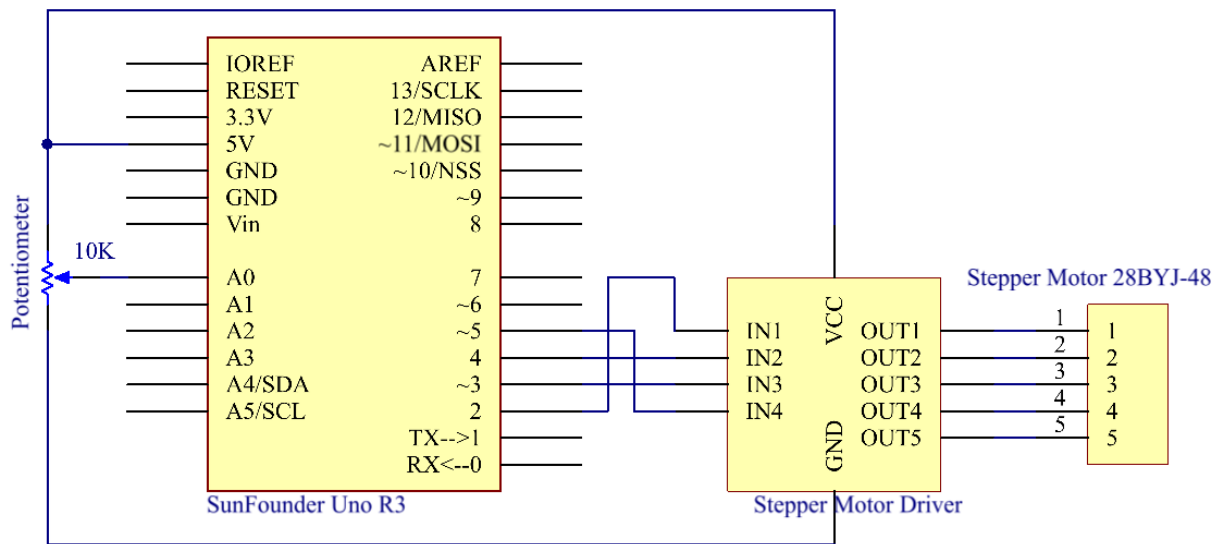 IOREF AREF
RESET 13/SCLK
3.3V 12/MISO
5V ~11/MOSI
GND ~10/NSS
GND ~9
Vin 8
Potentiometer
10K
A0 7
A1 ~6
A2 ~5
A3 4
A4/SDA ~3
A5/SCL 2
TX-->1
RX<--0
SunFounder Uno R3
VCC
IN1 OUT1
IN2 OUT2
IN3 OUT3
IN4 OUT4
OUT5
GND
Stepper Motor Driver
Stepper Motor 28BYJ-48
1 1
2 2
3 3
4 4
5 5